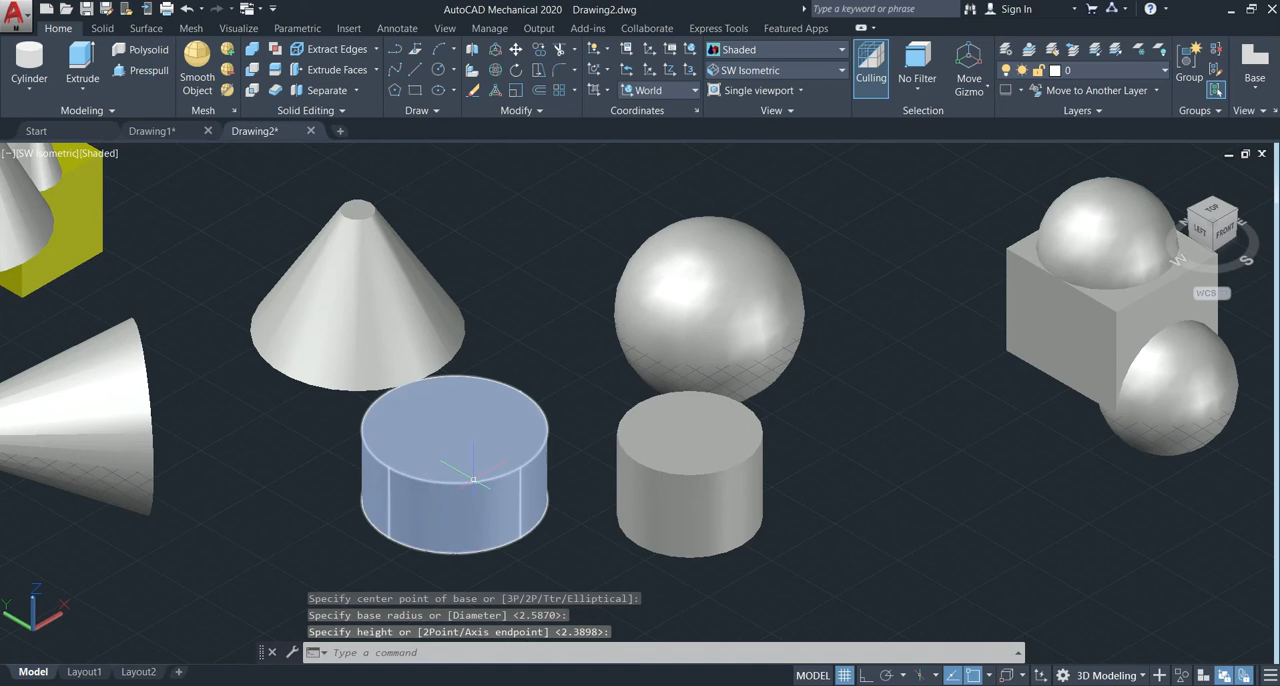 AutoCAD Mechanical 2020 Drawing2.dwg
Type a keyword or phrase
Sign In
Home Solid Surface Mesh Visualize Parametric Insert Annotate View Manage Output Add-ins Collaborate Express Tools Featured Apps
Cylinder
Extrude
Polysolid
Presspull
Smooth
Object
Extract Edges
Extrude Faces
Separate
World
Shaded
SW Isometric
Single viewport
Culling
No Filter
Move
Gizmo
0
Move to Another Layer
Group
Base
Modeling Mesh Solid Editing Draw Modify Coordinates View Selection Layers Groups View
Start Drawing1* Drawing2*
[−][SW Isometric][Shaded]
TOP
LEFT
FRONT
N
W
S
WCS
Z
Y
X
Specify center point of base or [3P/2P/Ttr/Elliptical]:
Specify base radius or [Diameter] <2.5870>:
Specify height or [2Point/Axis endpoint] <2.3898>:
Type a command
Model Layout1 Layout2
MODEL
3D Modeling